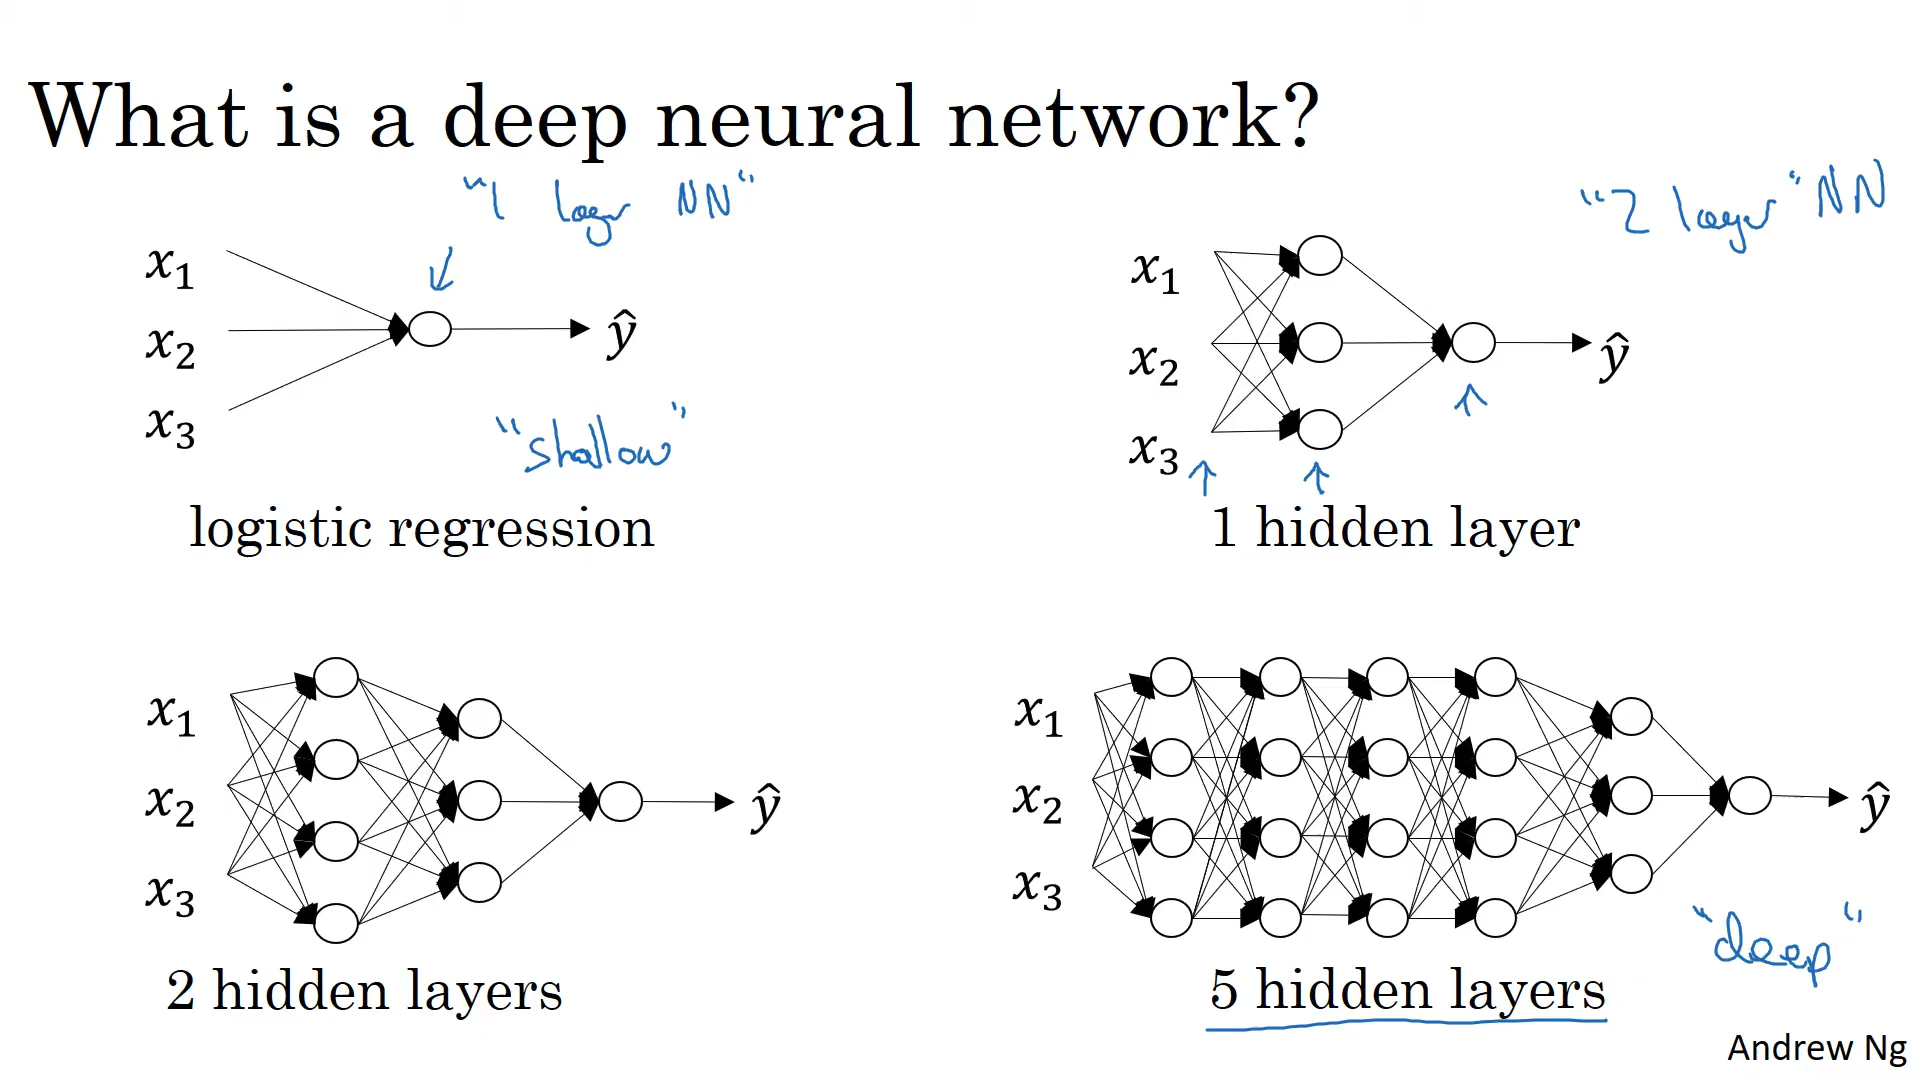 What is a deep neural network?
"1 layer NN"
x₁
x₂
x₃
ŷ
"shallow"
logistic regression
"2 layer" NN
x₁
x₂
x₃
ŷ
1 hidden layer
x₁
x₂
x₃
ŷ
2 hidden layers
x₁
x₂
x₃
ŷ
"deep"
5 hidden layers
Andrew Ng